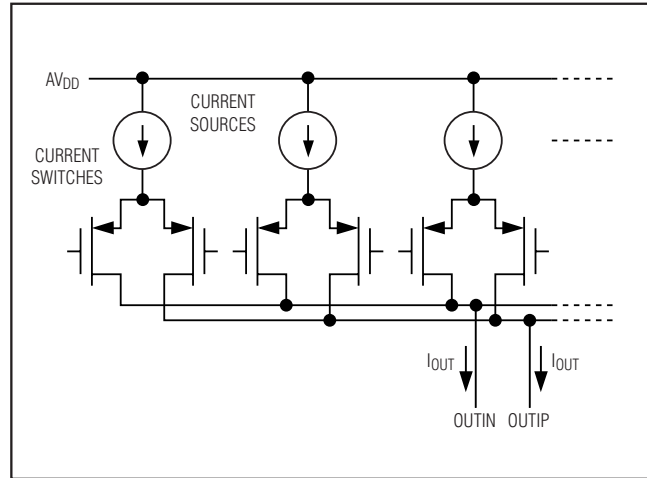 AVDD
CURRENT
SOURCES
CURRENT
SWITCHES
IOUT
IOUT
OUTIN
OUTIP